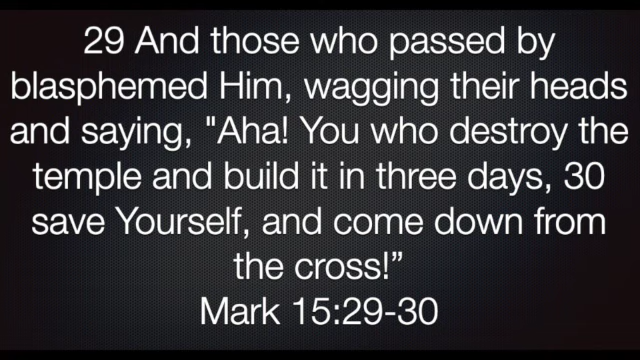 29 And those who passed by
blasphemed Him, wagging their heads
and saying, "Aha! You who destroy the
temple and build it in three days, 30
save Yourself, and come down from
the cross!”
Mark 15:29-30